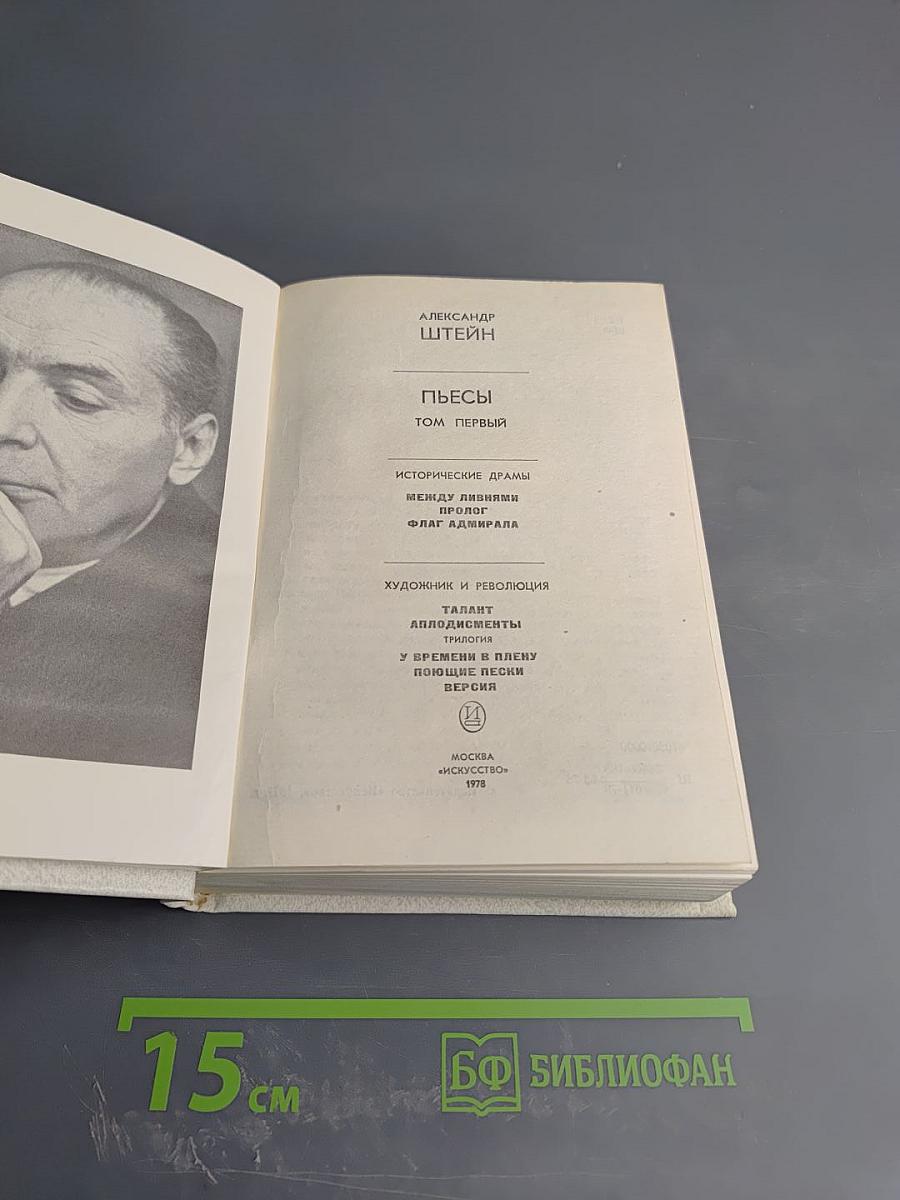 АЛЕКСАНДР
ШТЕЙН
ПЬЕСЫ
ТОМ ПЕРВЫЙ
ИСТОРИЧЕСКИЕ ДРАМЫ
МЕЖДУ ЛИВНЯМИ
ПРОЛОГ
ФЛАГ АДМИРАЛА
ХУДОЖНИК И РЕВОЛЮЦИЯ
ТАЛАНТ
АПЛОДИСМЕНТЫ
ТРИЛОГИЯ
У ВРЕМЕНИ В ПЛЕНУ
ПОЮЩИЕ ПЕСКИ
ВЕРСИЯ
И
МОСКВА
«ИСКУССТВО»
1978
15 см
БФ БИБЛИОФАН